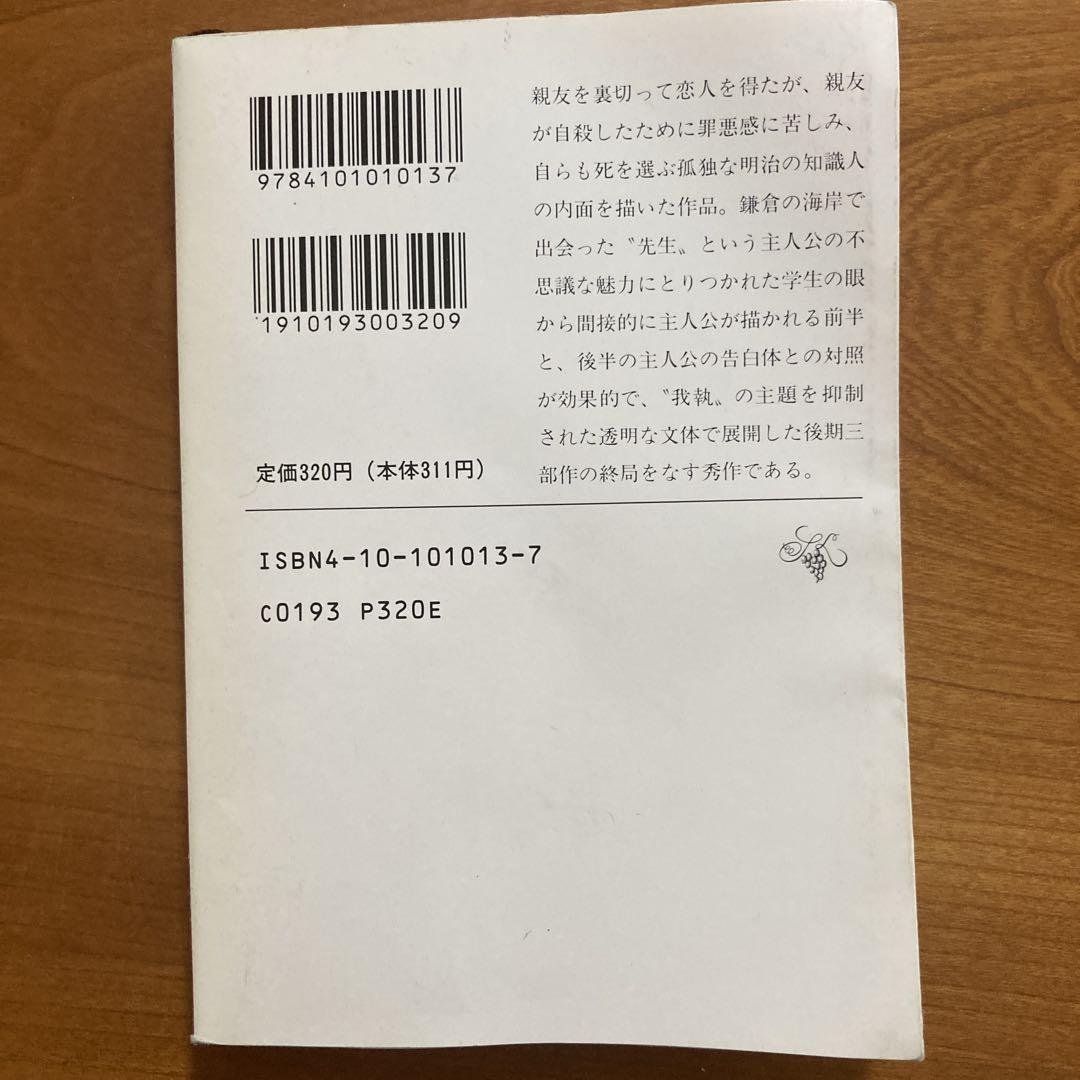 9784101010137
1910193003209
定価320円（本体311円）
親友を裏切って恋人を得たが、親友
が自殺したために罪悪感に苦しみ、
自らも死を選ぶ孤独な明治の知識人
の内面を描いた作品。鎌倉の海岸で
出会った〝先生〟という主人公の不
思議な魅力にとりつかれた学生の眼
から間接的に主人公が描かれる前半
と、後半の主人公の告白体との対照
が効果的で、〝我執〟の主題を抑制
された透明な文体で展開した後期三
部作の終局をなす秀作である。
ISBN4-10-101013-7
C0193 P320E